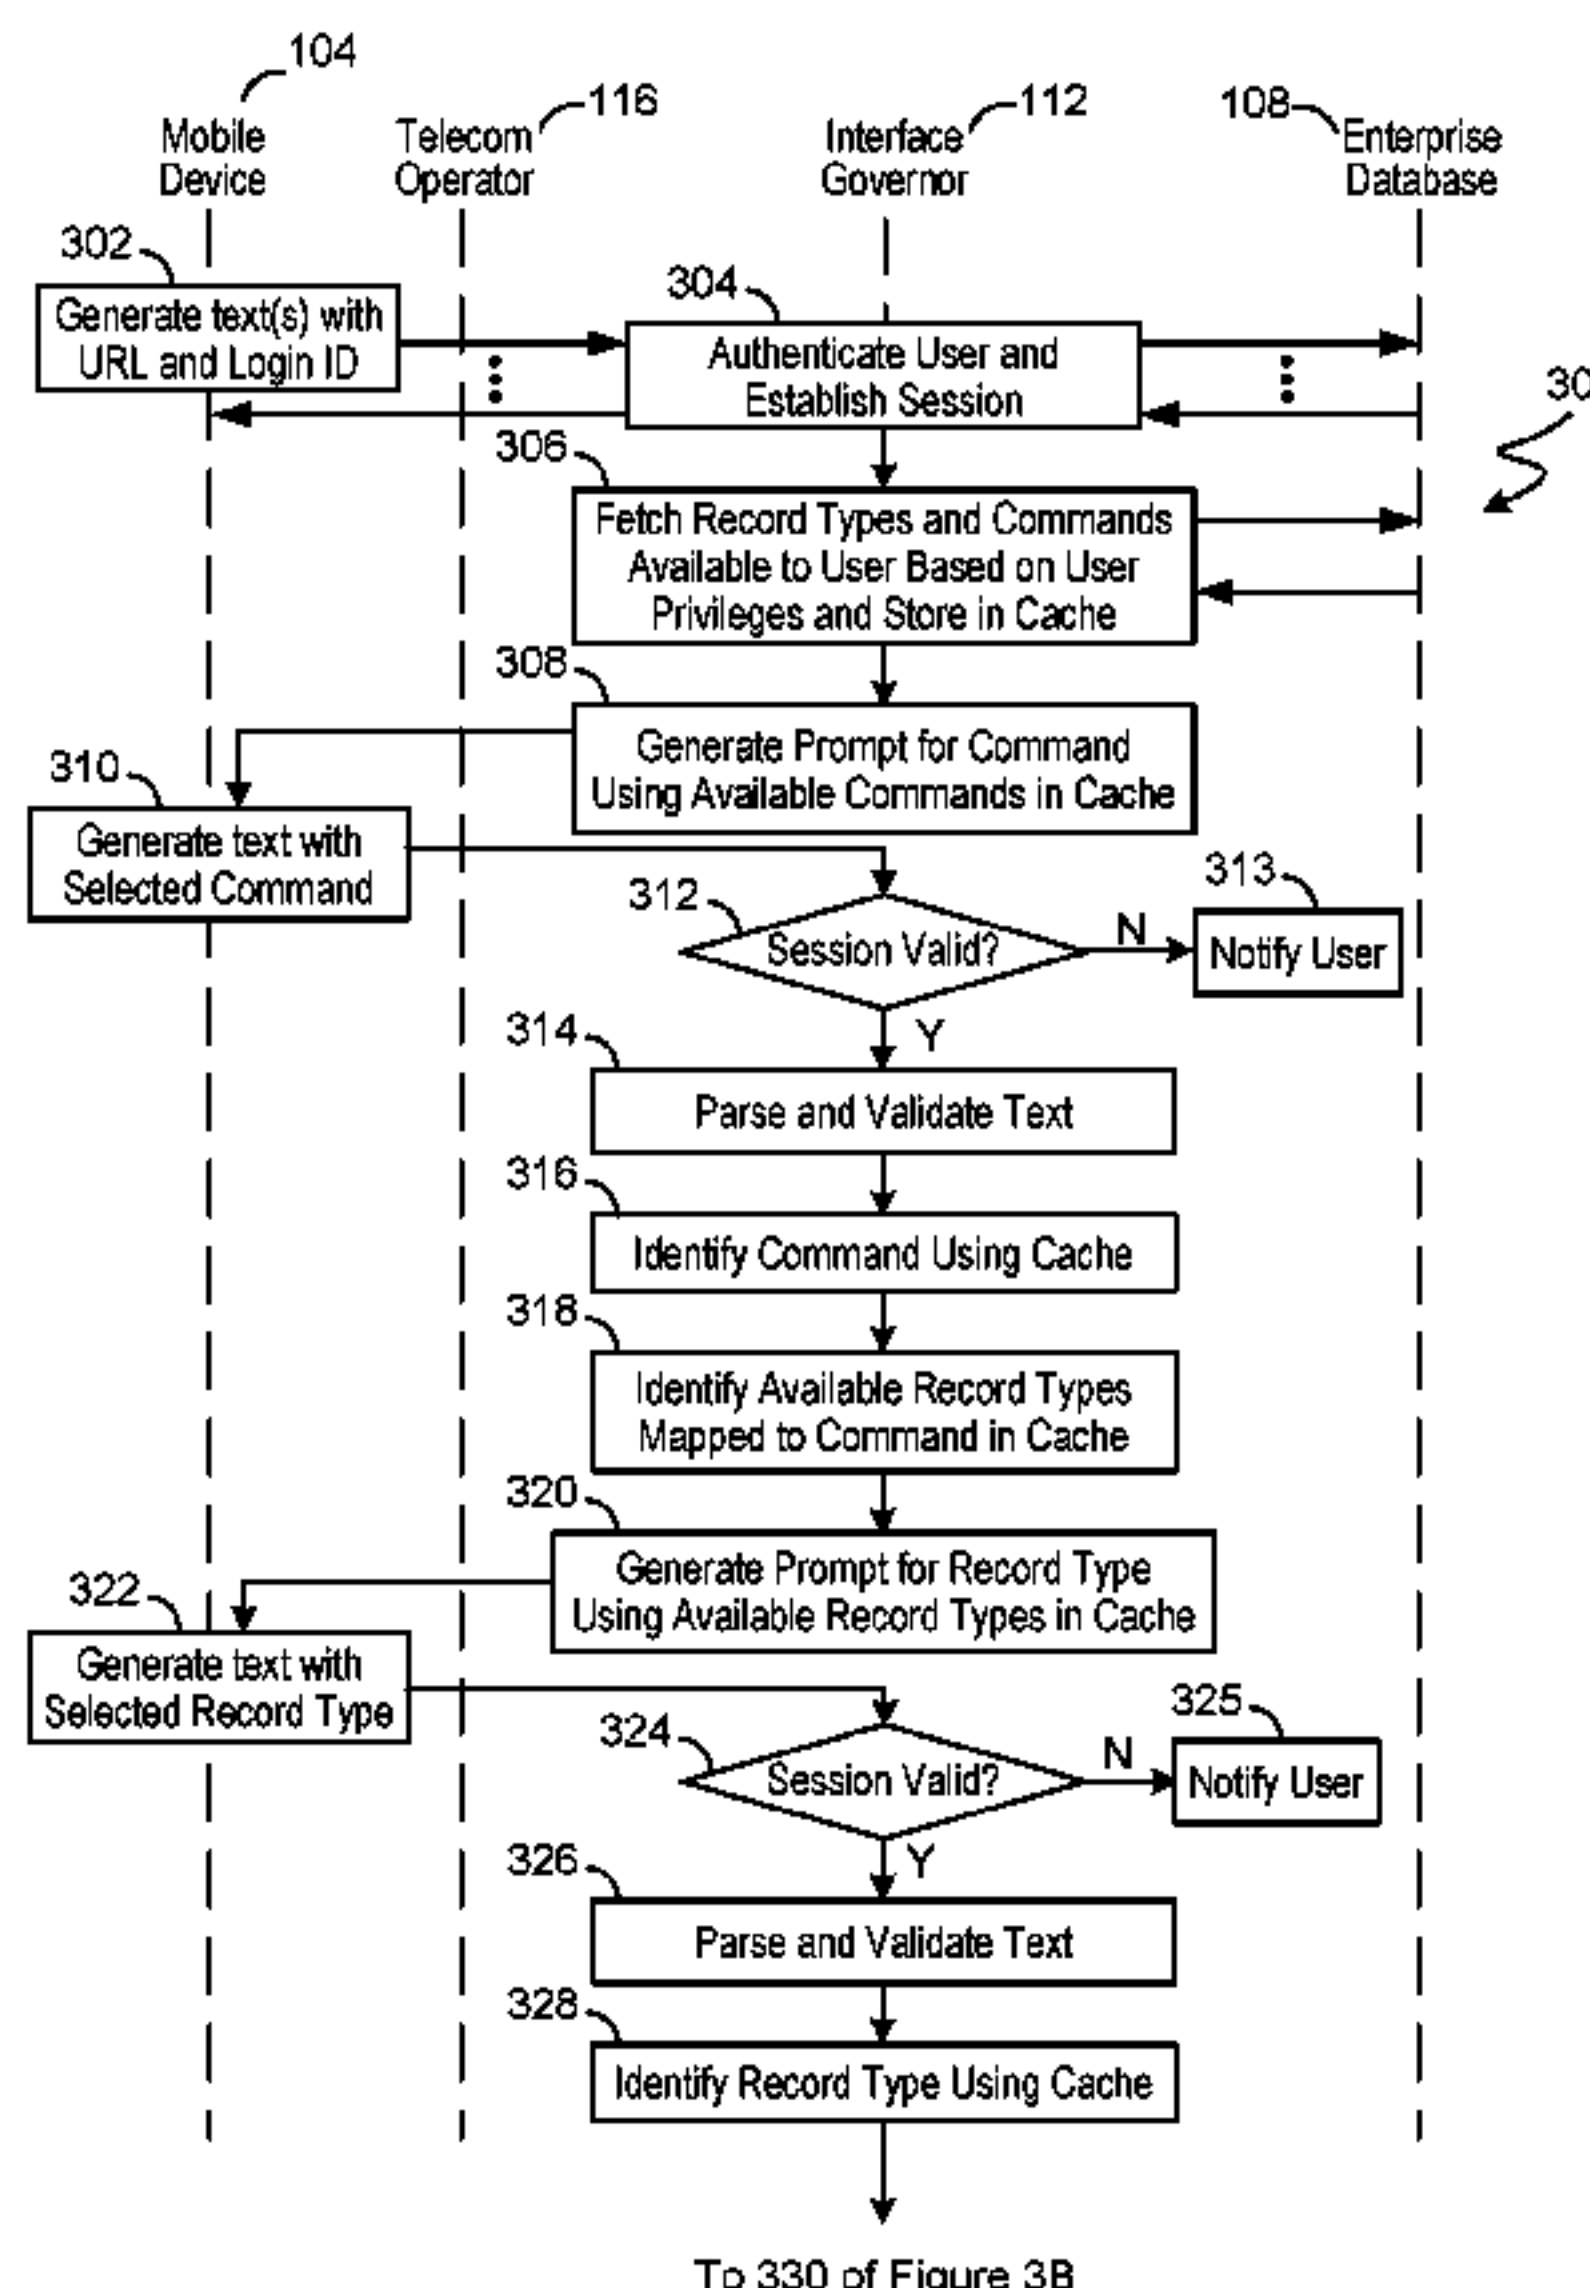 104
116
112
108
Mobile
Device
Telecom
Operator
Interface
Governor
Enterprise
Database
302
Generate text(s) with
URL and Login ID
304
Authenticate User and
Establish Session
30
306
Fetch Record Types and Commands
Available to User Based on User
Privileges and Store in Cache
308
Generate Prompt for Command
Using Available Commands in Cache
310
Generate text with
Selected Command
312
Session Valid?
N
313
Notify User
Y
314
Parse and Validate Text
316
Identify Command Using Cache
318
Identify Available Record Types
Mapped to Command in Cache
320
Generate Prompt for Record Type
Using Available Record Types in Cache
322
Generate text with
Selected Record Type
324
Session Valid?
N
325
Notify User
Y
326
Parse and Validate Text
328
Identify Record Type Using Cache
To 330 of Figure 3B